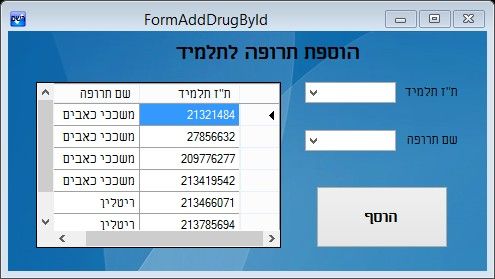 FormAddDrugById
הוספת תרופה לתלמיד
ת"ז תלמיד
שם תרופה
הוסף
ת"ז תלמיד שם תרופה
21321484 משככי כאבים
27856632 משככי כאבים
209776277 משככי כאבים
213419542 משככי כאבים
213466071 ריטלין
213785694 ריטלין